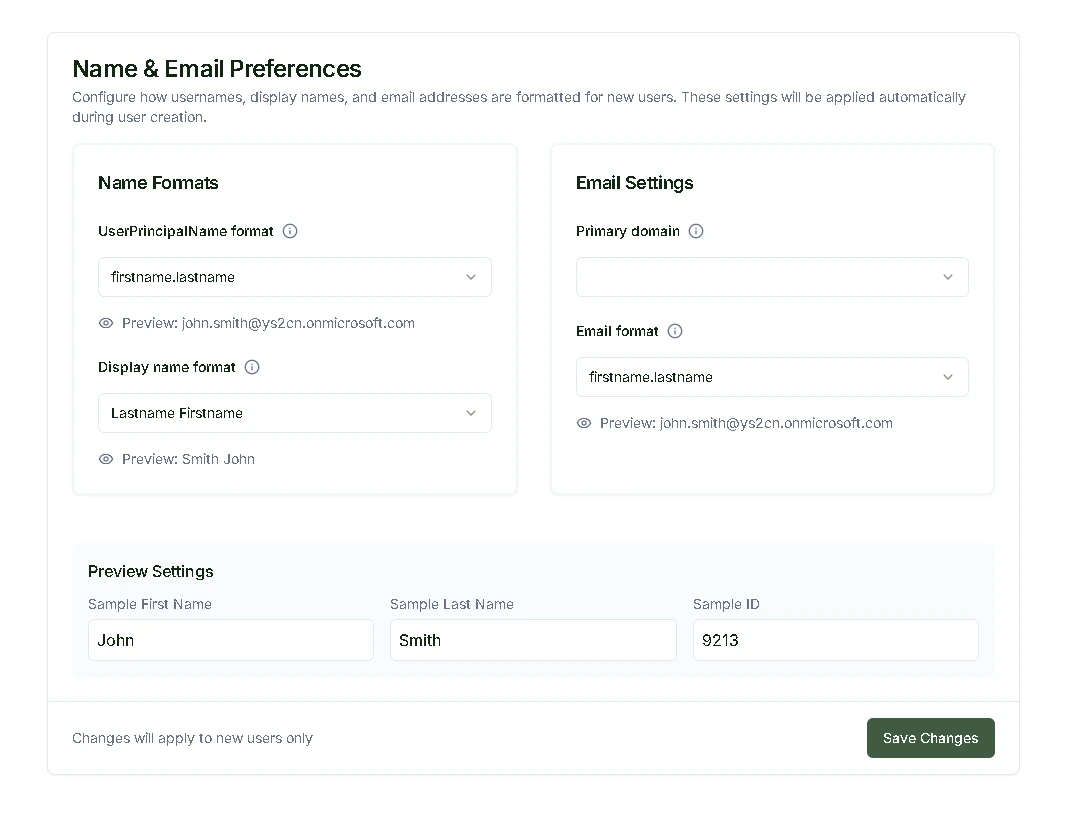 Name & Email Preferences
Configure how usernames, display names, and email addresses are formatted for new users. These settings will be applied automatically
during user creation.
Name Formats
UserPrincipalName format
firstname.lastname
Preview: john.smith@ys2cn.onmicrosoft.com
Display name format
Lastname Firstname
Preview: Smith John
Email Settings
Primary domain
Email format
firstname.lastname
Preview: john.smith@ys2cn.onmicrosoft.com
Preview Settings
Sample First Name
John
Sample Last Name
Smith
Sample ID
9213
Changes will apply to new users only
Save Changes